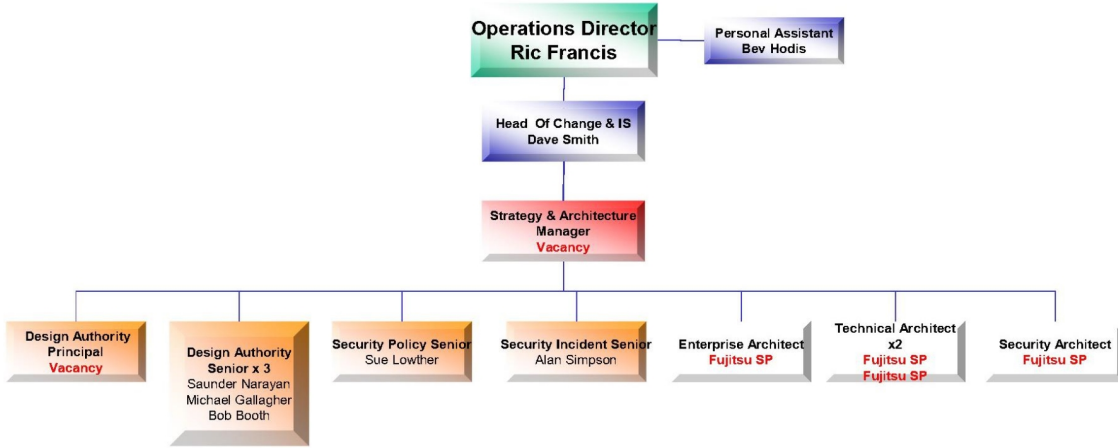 Operations Director
Ric Francis
Personal Assistant
Bev Hodis
Head Of Change & IS
Dave Smith
Strategy & Architecture
Manager
Vacancy
Design Authority
Principal
Vacancy
Design Authority
Senior x 3
Saunder Narayan
Michael Gallagher
Bob Booth
Security Policy Senior
Sue Lowther
Security Incident Senior
Alan Simpson
Enterprise Architect
Fujitsu SP
Technical Architect
x2
Fujitsu SP
Fujitsu SP
Security Architect
Fujitsu SP